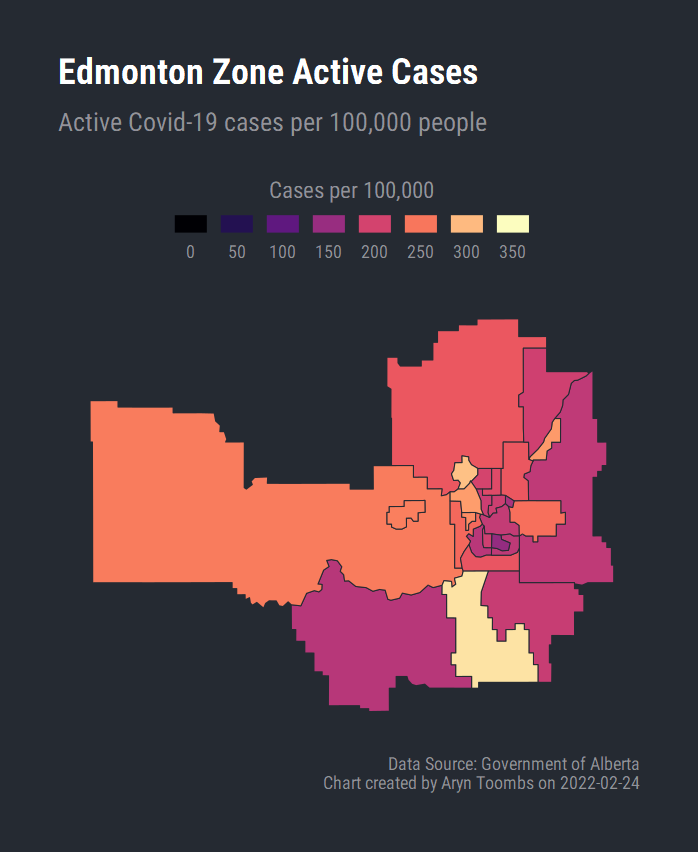 Edmonton Zone Active Cases
Active Covid-19 cases per 100,000 people
Cases per 100,000
0 50 100 150 200 250 300 350
Data Source: Government of Alberta
Chart created by Aryn Toombs on 2022-02-24